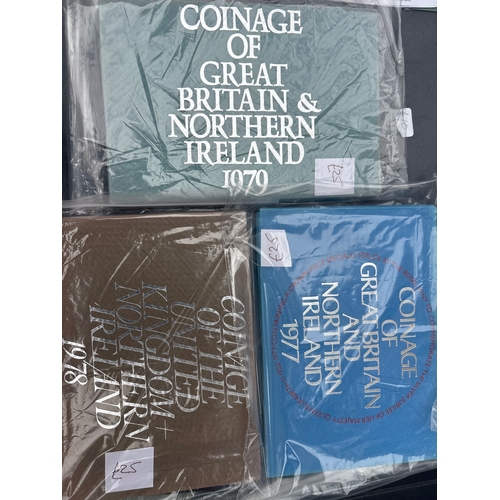 COINAGE
OF
GREAT
BRITAIN &
NORTHERN
IRELAND
1979
COINAGE
OF THE
UNITED
KINGDOM+
NORTHERN
IRELAND
1978
£25
£25
COINAGE
OF
GREAT BRITAIN
AND
NORTHERN
IRELAND
1977